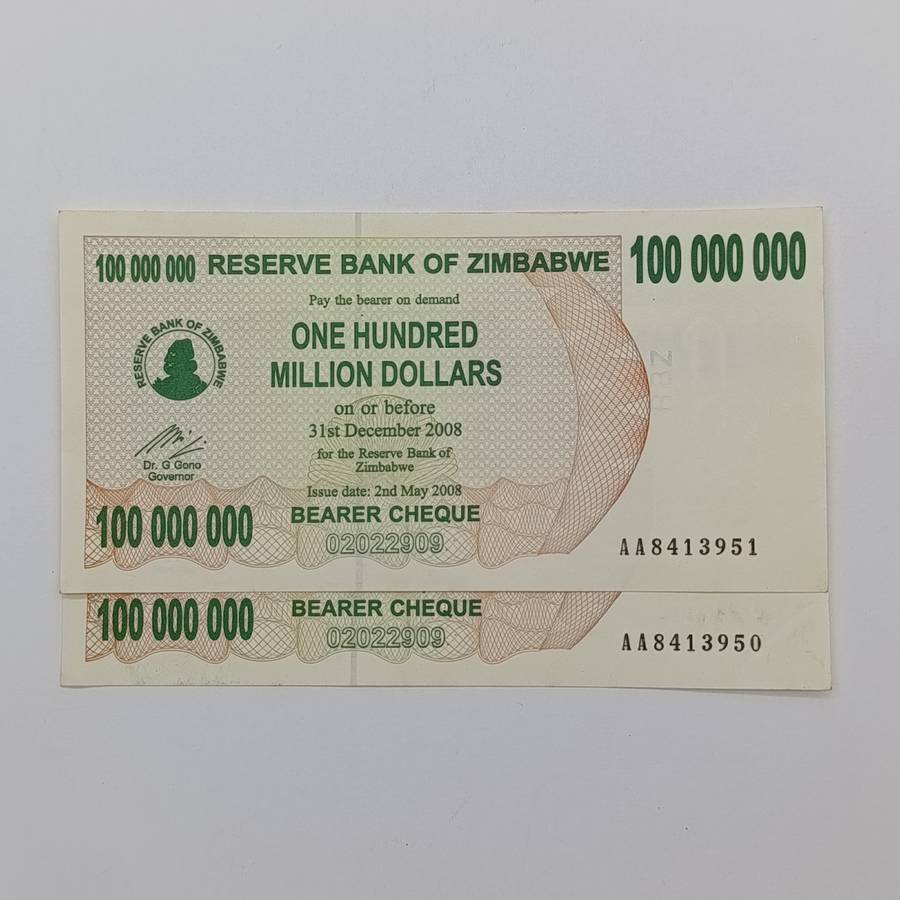 100 000 000 RESERVE BANK OF ZIMBABWE 100 000 000
Pay the bearer on demand
ONE HUNDRED
MILLION DOLLARS
RESERVE BANK OF ZIMBABWE
on or before
31st December 2008
for the Reserve Bank of
Zimbabwe
Dr. G Gono
Governor
Issue date: 2nd May 2008
100 000 000 BEARER CHEQUE
02022909
AA8413951
100 000 000 BEARER CHEQUE
02022909
AA8413950